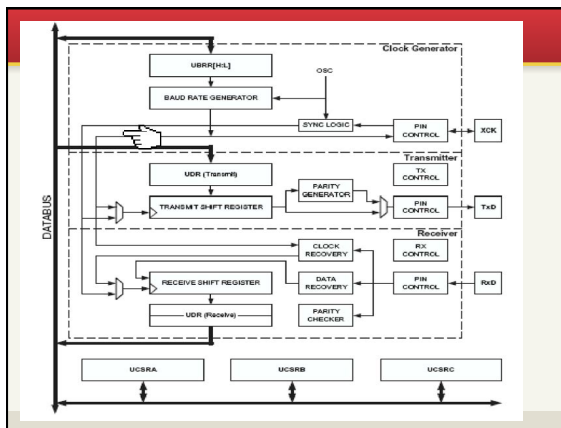 Clock Generator
UBRR[H:L]
OSC
BAUD RATE GENERATOR
SYNC LOGIC
PIN
CONTROL
XCK
Transmitter
UDR (Transmit)
TX
CONTROL
PARITY
GENERATOR
TRANSMIT SHIFT REGISTER
PIN
CONTROL
TxD
DATABUS
Receiver
CLOCK
RECOVERY
RX
CONTROL
RECEIVE SHIFT REGISTER
DATA
RECOVERY
PIN
CONTROL
RxD
UDR (Receive)
PARITY
CHECKER
UCSRA
UCSRB
UCSRC